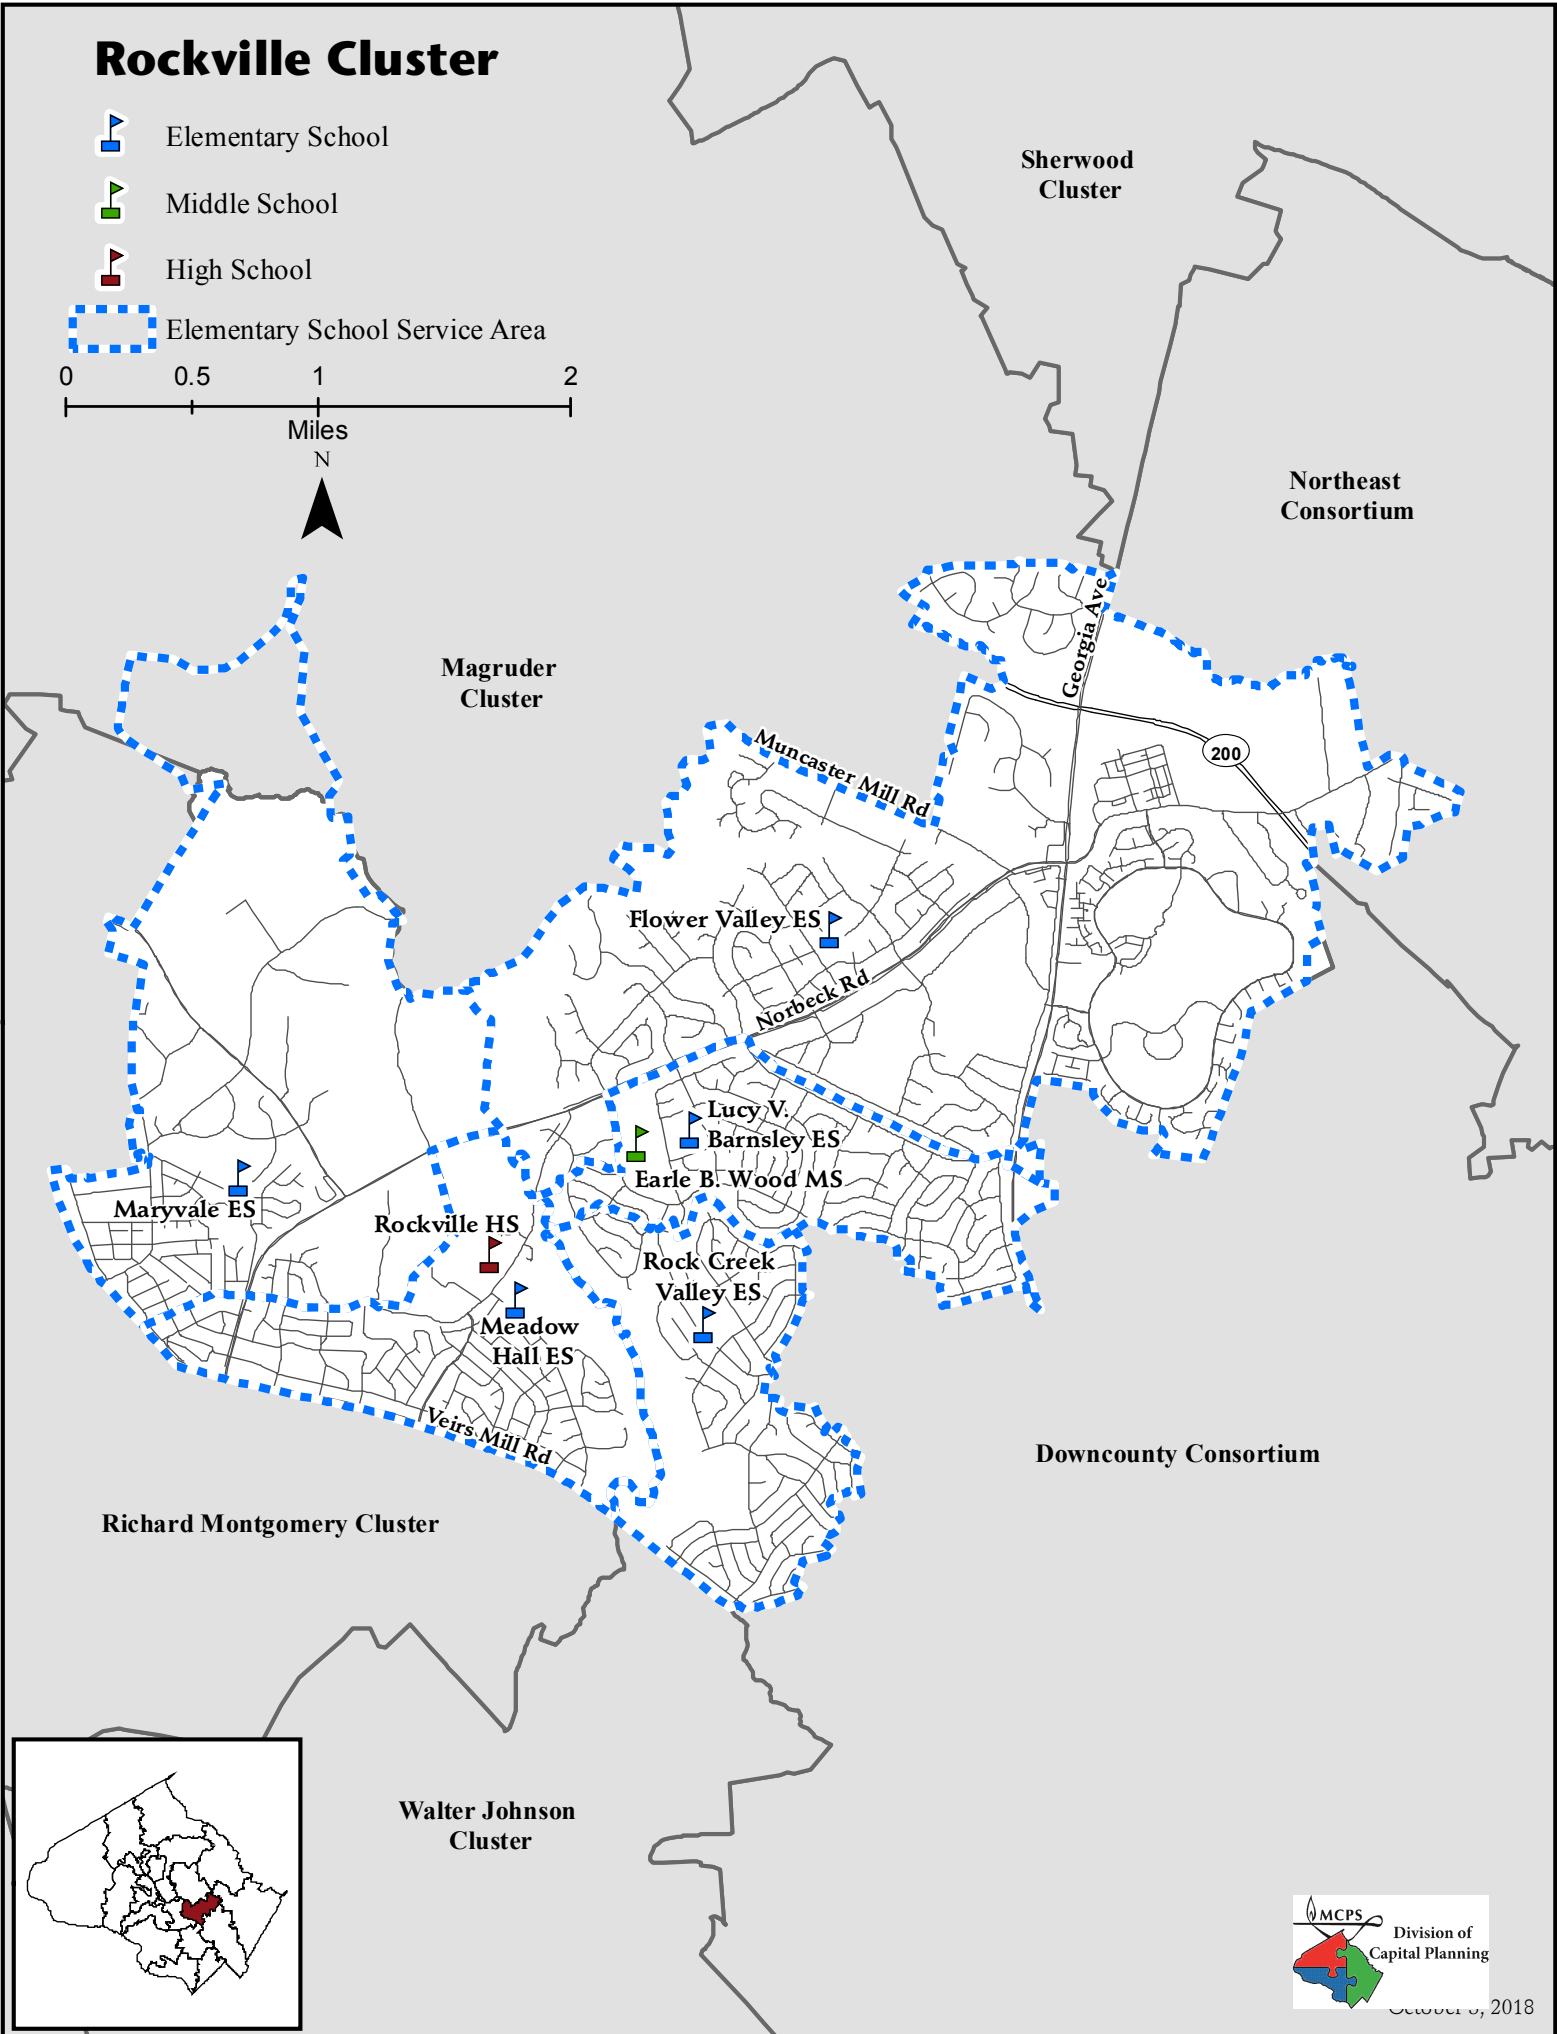 Rockville Cluster
Elementary School
Middle School
High School
Elementary School Service Area
0 0.5 1 2
Miles
N
Sherwood
Cluster
Northeast
Consortium
Magruder
Cluster
Georgia Ave
200
Muncaster Mill Rd
Flower Valley ES
Norbeck Rd
Lucy V.
Barnsley ES
Earle B. Wood MS
Maryvale ES
Rockville HS
Rock Creek
Valley ES
Meadow
Hall ES
Veirs Mill Rd
Downcounty Consortium
Richard Montgomery Cluster
Walter Johnson
Cluster
MCPS
Division of
Capital Planning
October 3, 2018